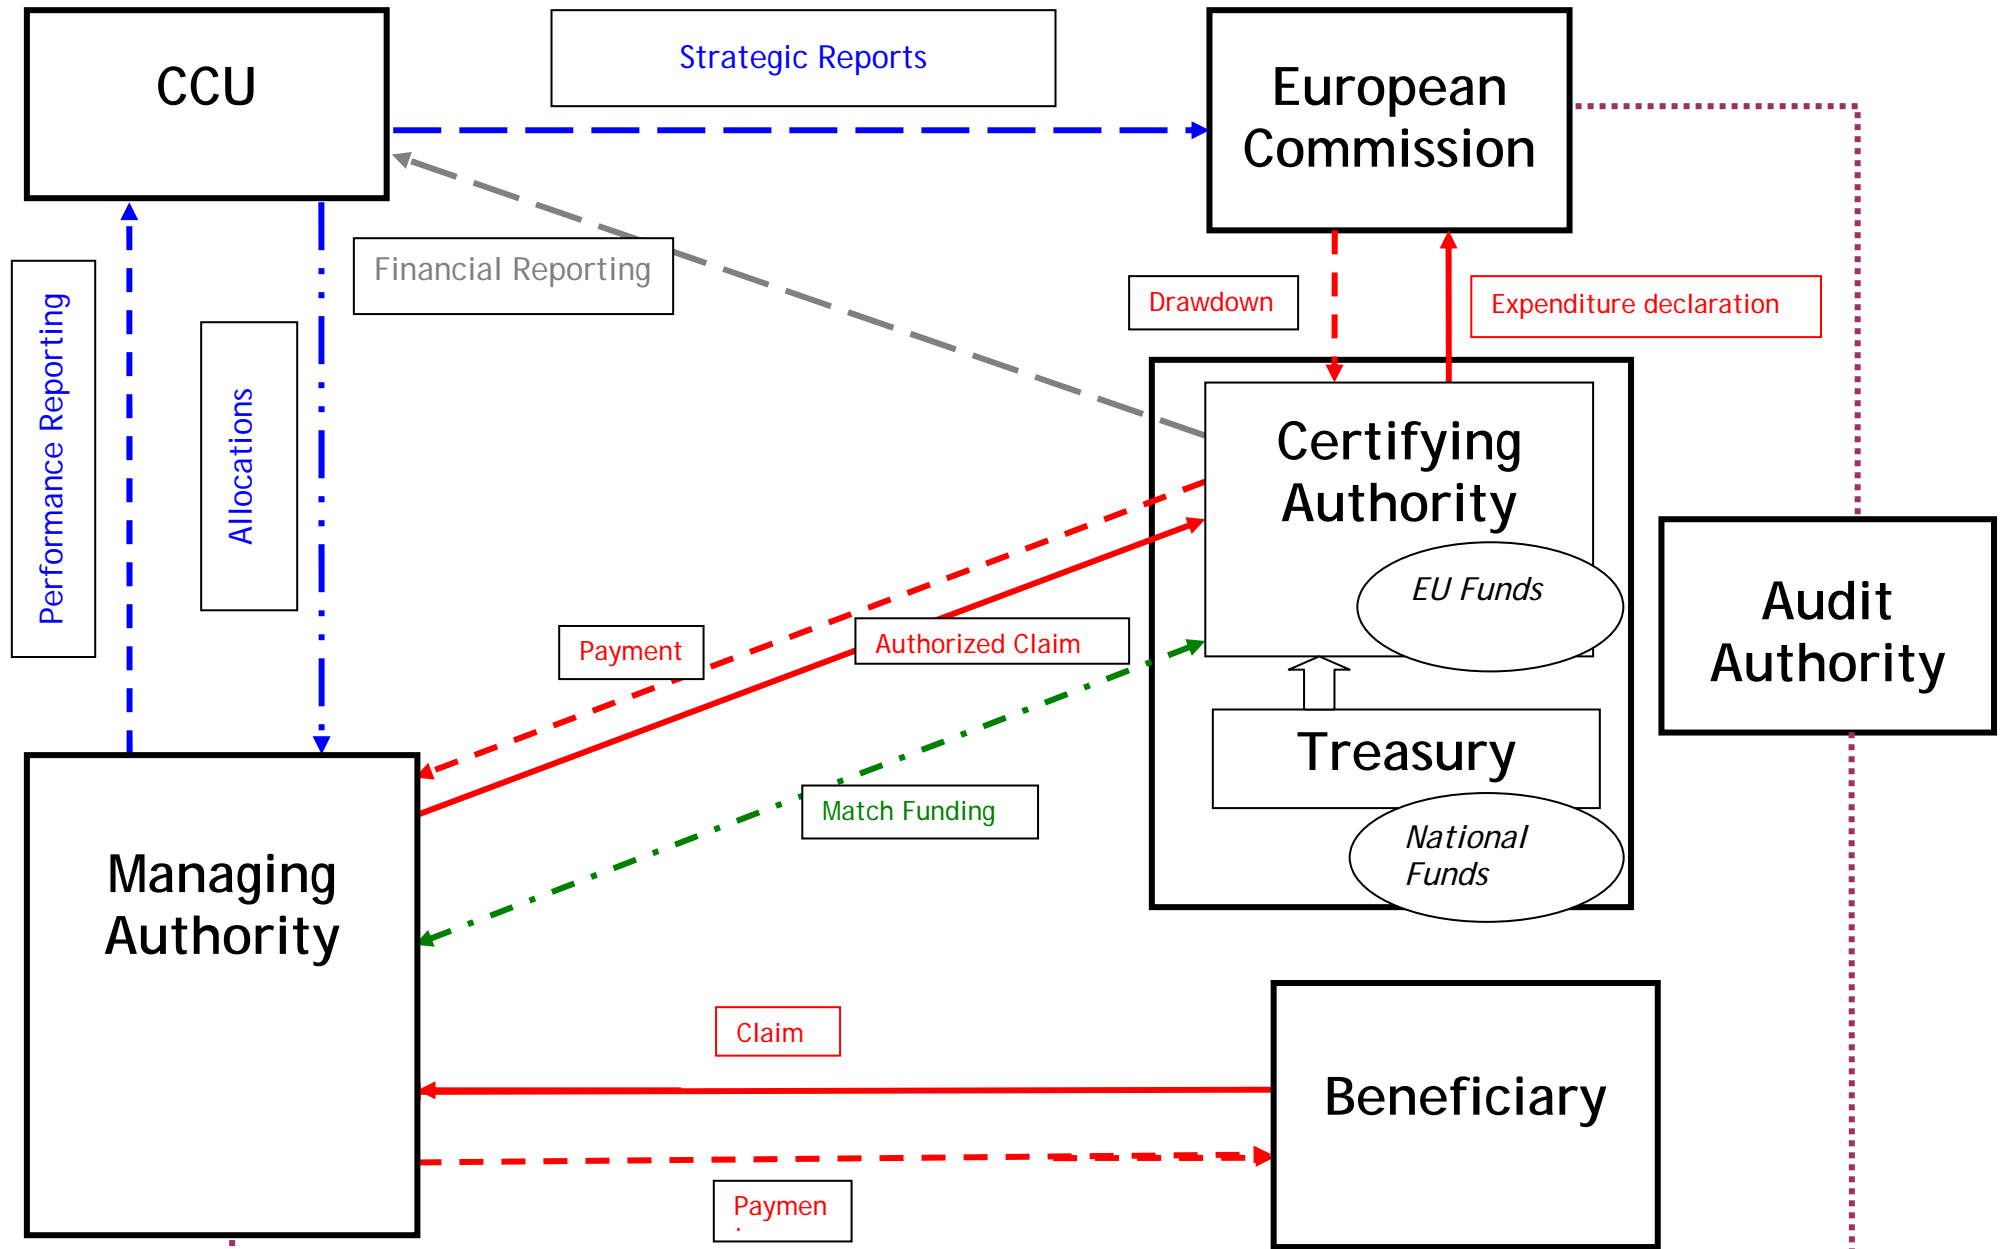 CCU
Strategic Reports
European
Commission
Financial Reporting
Drawdown
Expenditure declaration
Performance Reporting
Allocations
Certifying
Authority
EU Funds
Audit
Authority
Payment
Authorized Claim
Treasury
Match Funding
National
Funds
Managing
Authority
Claim
Beneficiary
Paymen